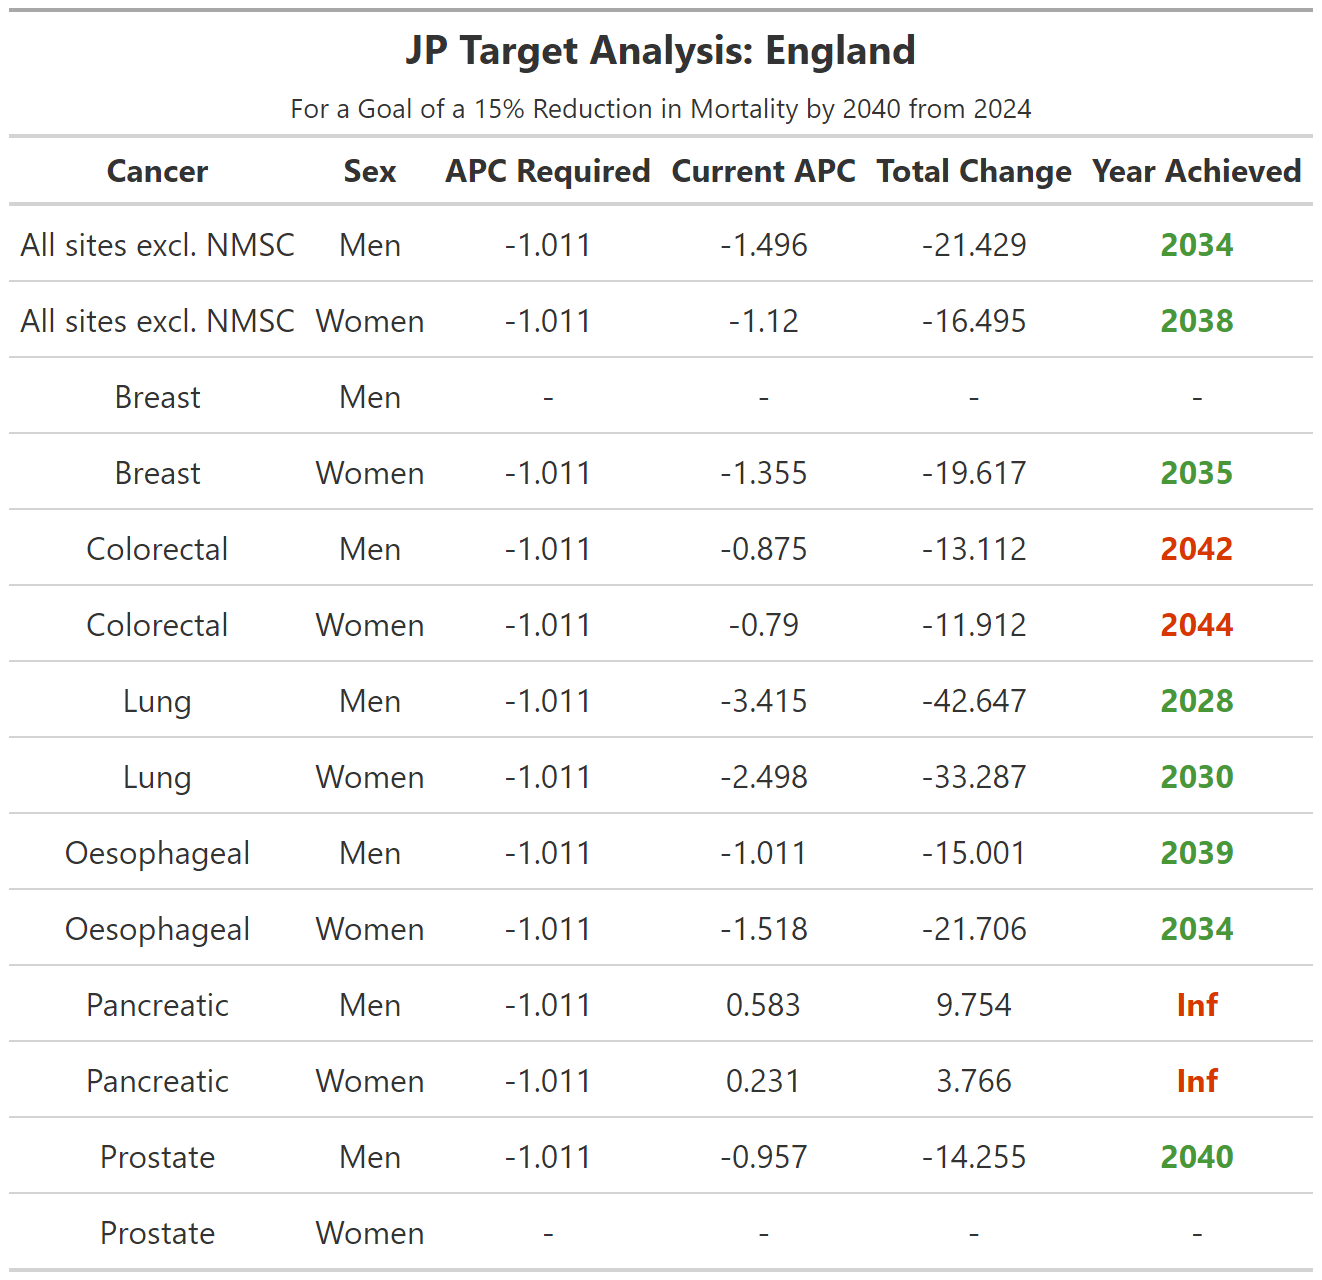 JP Target Analysis: England
For a Goal of a 15% Reduction in Mortality by 2040 from 2024
Cancer Sex APC Required Current APC Total Change Year Achieved
All sites excl. NMSC Men -1.011 -1.496 -21.429 2034
All sites excl. NMSC Women -1.011 -1.12 -16.495 2038
Breast Men - - - -
Breast Women -1.011 -1.355 -19.617 2035
Colorectal Men -1.011 -0.875 -13.112 2042
Colorectal Women -1.011 -0.79 -11.912 2044
Lung Men -1.011 -3.415 -42.647 2028
Lung Women -1.011 -2.498 -33.287 2030
Oesophageal Men -1.011 -1.011 -15.001 2039
Oesophageal Women -1.011 -1.518 -21.706 2034
Pancreatic Men -1.011 0.583 9.754 Inf
Pancreatic Women -1.011 0.231 3.766 Inf
Prostate Men -1.011 -0.957 -14.255 2040
Prostate Women - - - -